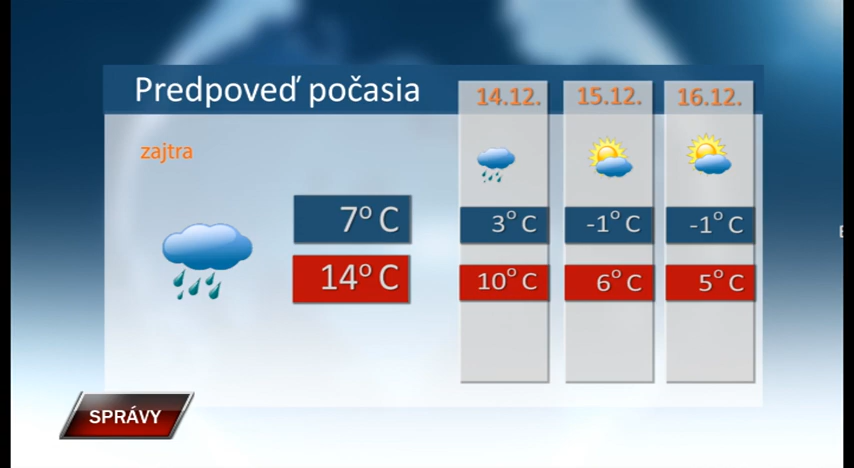 Predpoveď počasia
zajtra
7° C
14° C
14.12.
3° C
10° C
15.12.
-1° C
6° C
16.12.
-1° C
5° C
SPRÁVY